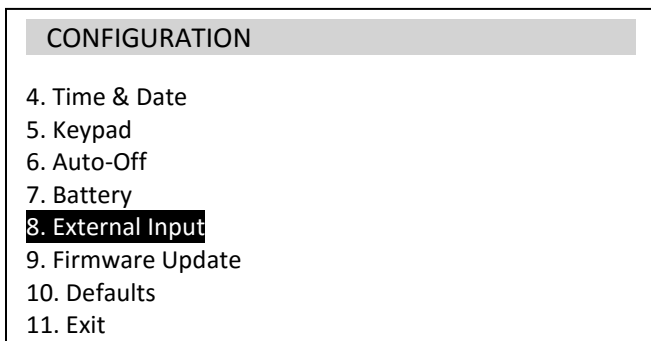 CONFIGURATION
4. Time & Date
5. Keypad
6. Auto-Off
7. Battery
8. External Input
9. Firmware Update
10. Defaults
11. Exit